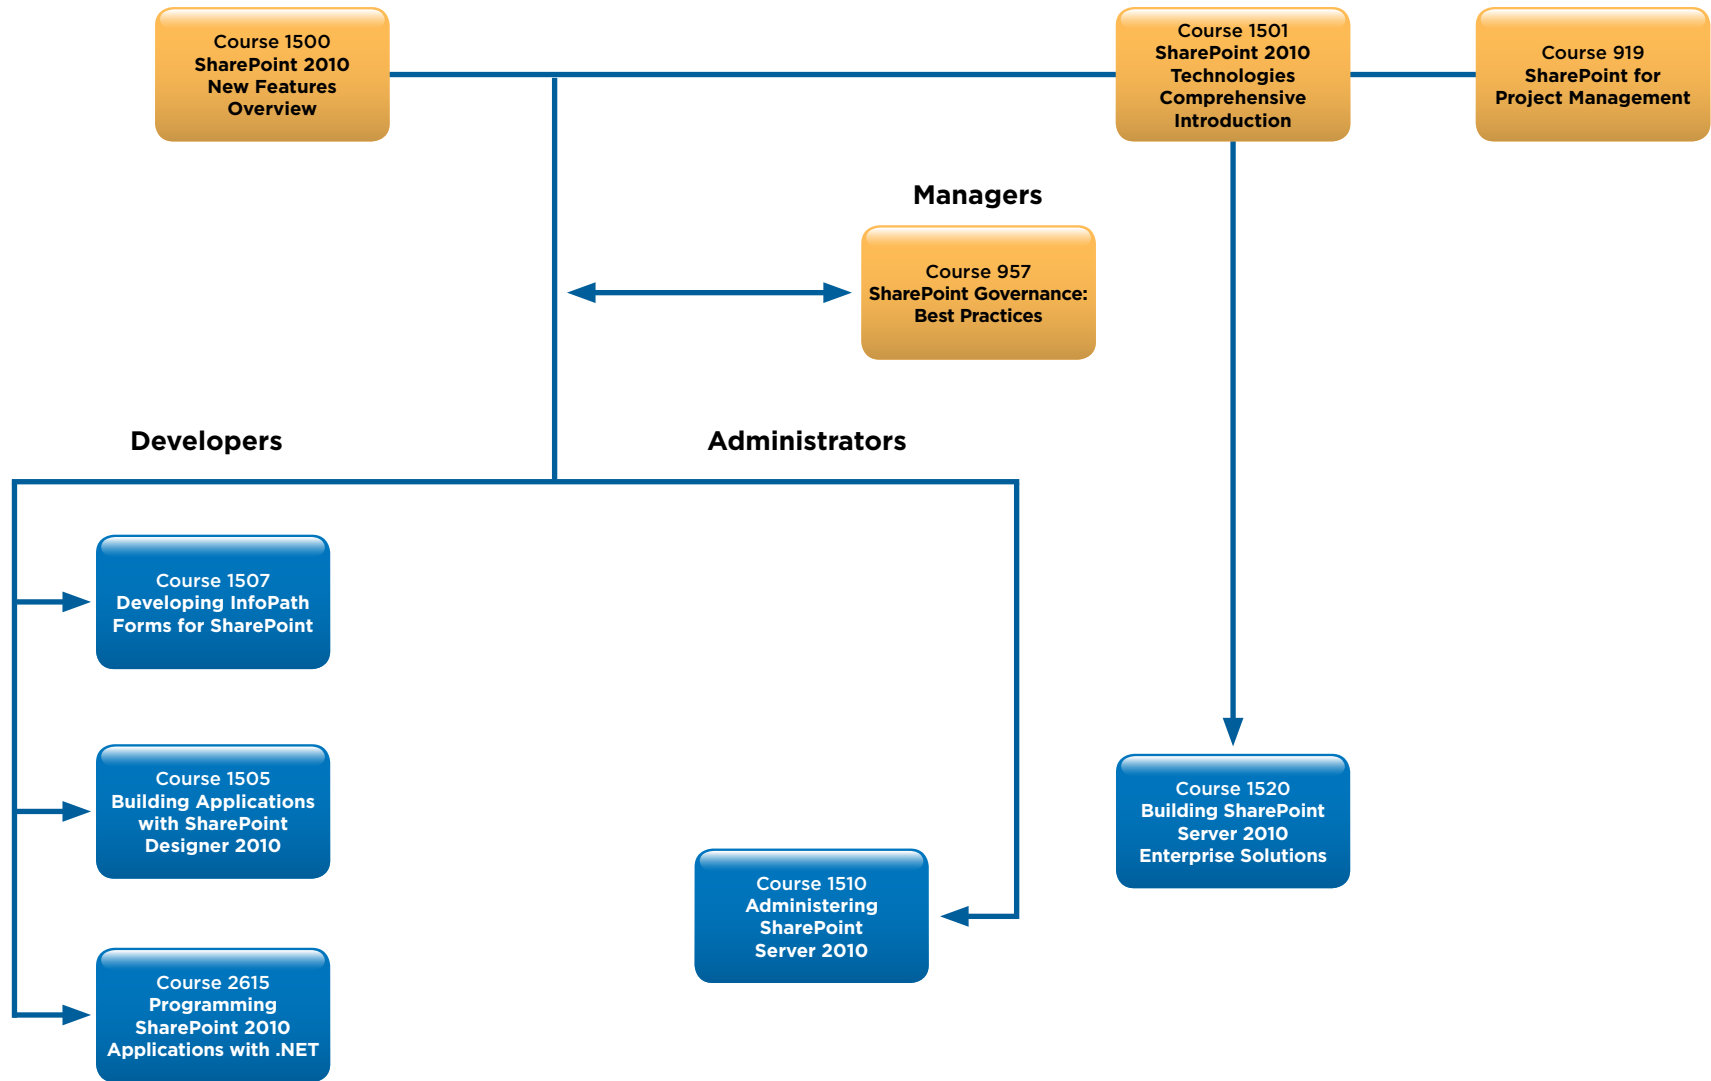 Course 1500
SharePoint 2010
New Features
Overview
Course 1501
SharePoint 2010
Technologies
Comprehensive
Introduction
Course 919
SharePoint for
Project Management
Managers
Course 957
SharePoint Governance:
Best Practices
Developers
Administrators
Course 1507
Developing InfoPath
Forms for SharePoint
Course 1505
Building Applications
with SharePoint
Designer 2010
Course 1520
Building SharePoint
Server 2010
Enterprise Solutions
Course 1510
Administering
SharePoint
Server 2010
Course 2615
Programming
SharePoint 2010
Applications with .NET